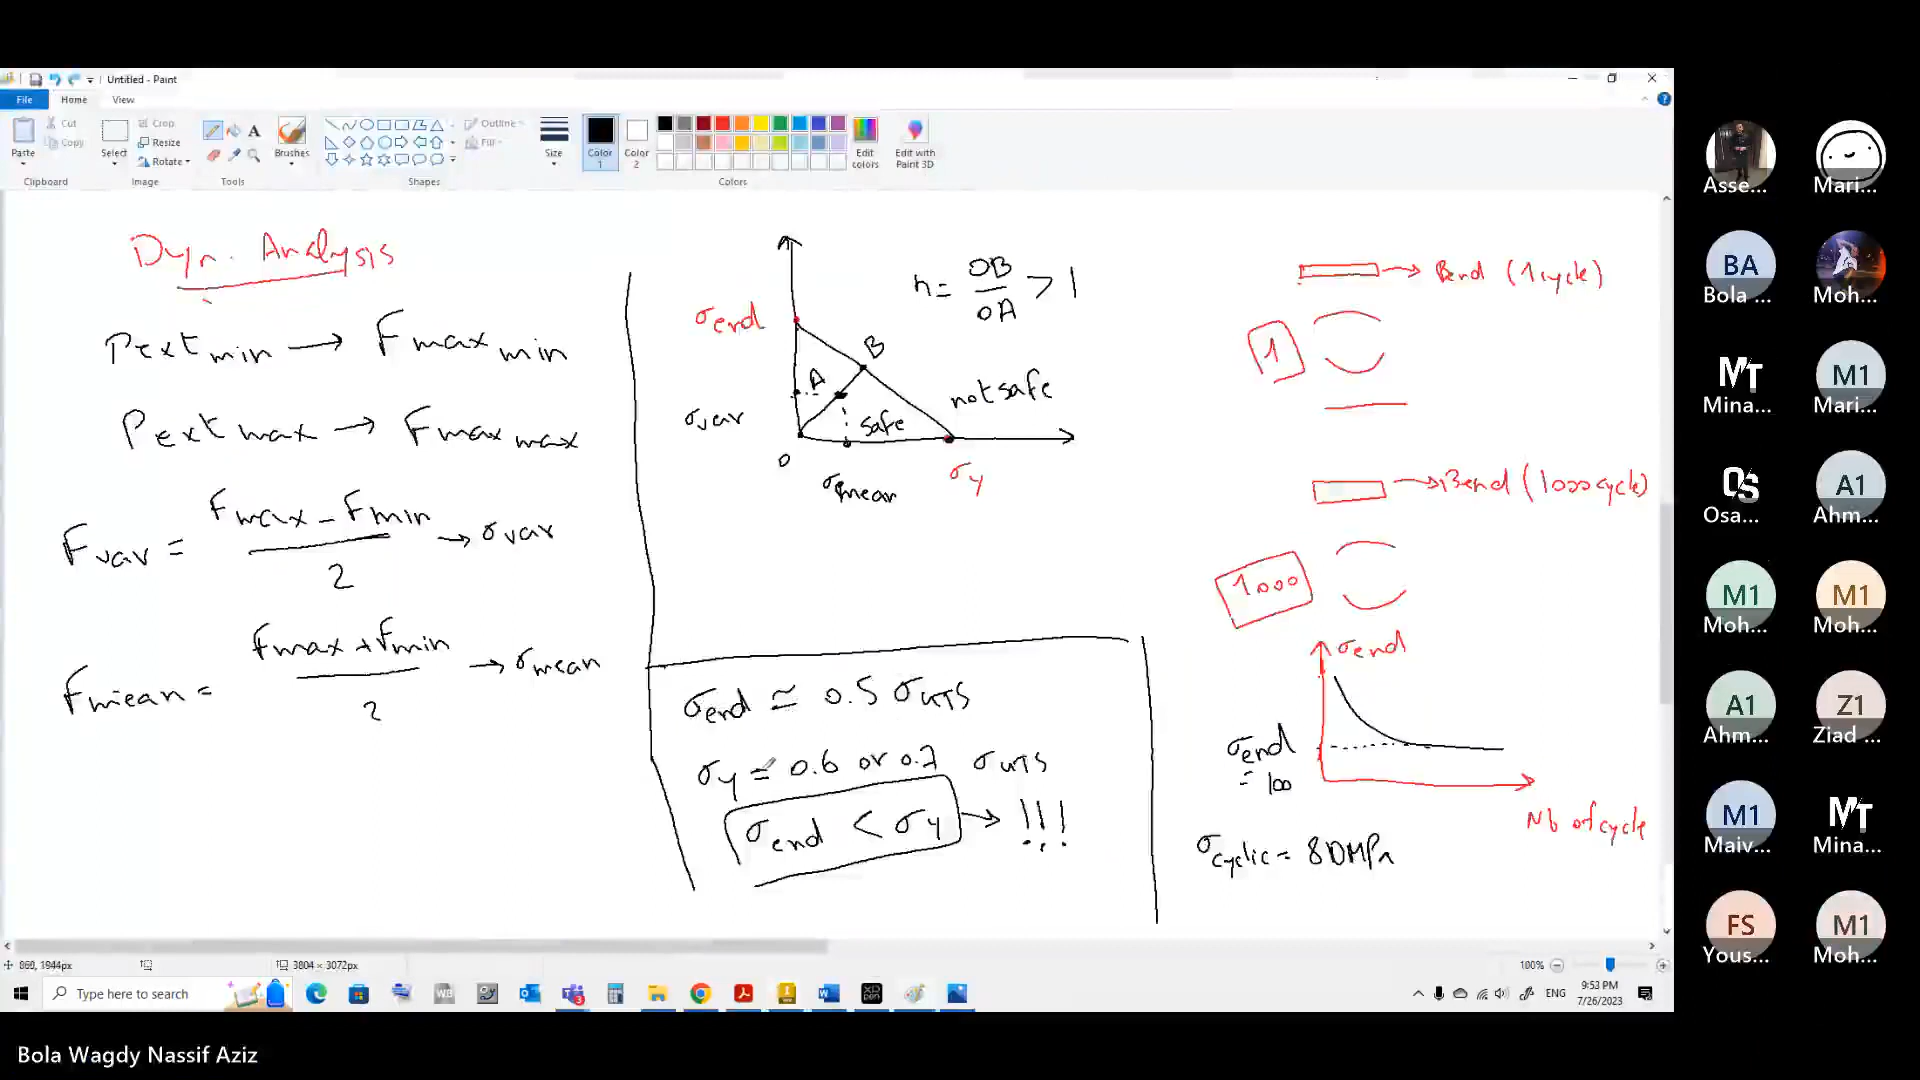 Untitled - Paint
File Home View
Paste Cut Copy Clipboard
Select Crop Resize Rotate Image
Tools
Brushes
Shapes Outline Fill
Size
Color 1 Color 2
Edit colors
Edit with Paint 3D
Colors
Dyn. Analysis
Pext min → Fmax min
Pext max → Fmax max
Fvar = (Fmax - Fmin) / 2 → σvar
Fmean = (Fmax + Fmin) / 2 → σmean
n = OB / OA > 1
σend
B
A
σvar
safe
not safe
O
σmean
σy
σend ≃ 0.5 σUTS
σy = 0.6 or 0.7 σUTS
σend < σy → !!!
→ Bend (1 cycle)
1
→ Bend (1000 cycle)
1000
σend
σend = 100
Nb of cycle
σcyclic = 80 MPa
3804 × 3072px
100%
Type here to search
ENG
9:53 PM
7/26/2023
Asse...
Mari...
BA
Bola ...
Moh...
MT
Mina...
M1
Mari...
OS
Osa...
A1
Ahm...
M1
Moh...
M1
Moh...
A1
Ahm...
Z1
Ziad ...
M1
Maiv...
MT
Mina...
FS
Yous...
M1
Moh...
Bola Wagdy Nassif Aziz